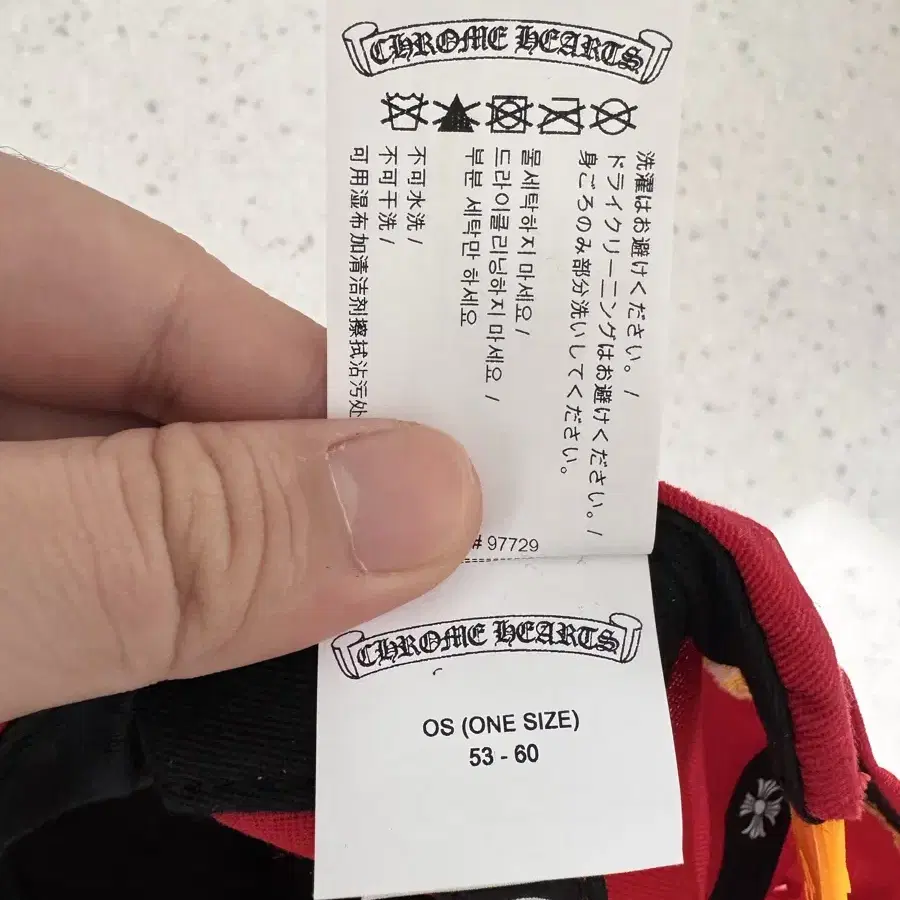 CHROME HEARTS
洗濯はお避けください。/
ドライクリーニングはお避けください。/
身ごろのみ部分洗いしてください。
물세탁하지 마세요/
드라이클리닝하지 마세요 /
부분 세탁만 하세요
不可水洗/
不可干洗/
可用湿布加清洁剂擦拭沾污处
# 97729
CHROME HEARTS
OS (ONE SIZE)
53 - 60